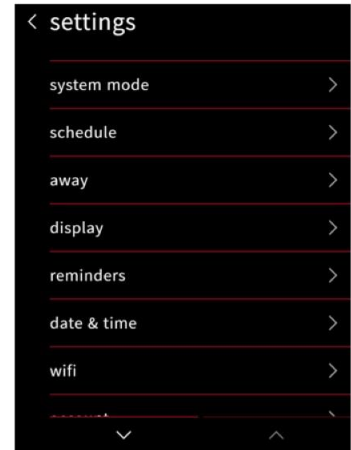 settings
system mode
schedule
away
display
reminders
date & time
wifi